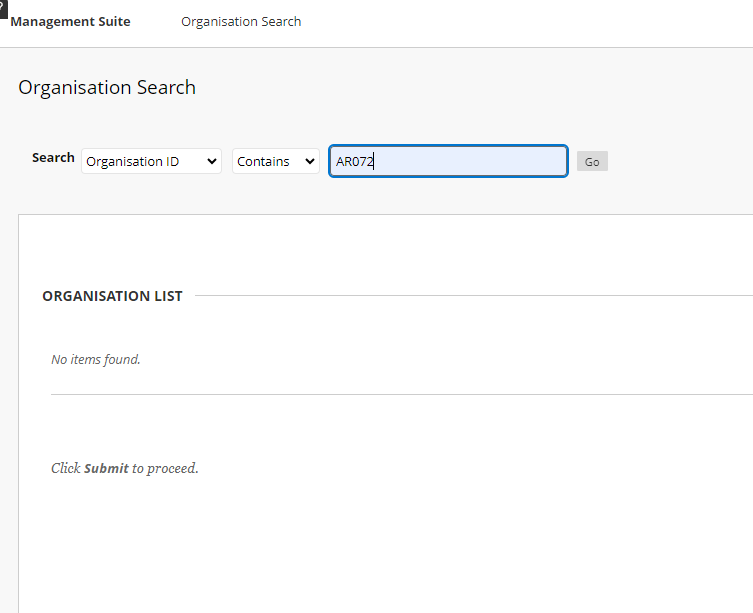 ?
Management Suite Organisation Search
Organisation Search
Search Organisation ID Contains AR072 Go
ORGANISATION LIST
No items found.
Click Submit to proceed.